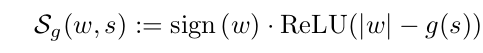 𝒮_g(w, s) := sign (w) · ReLU(|w| − g(s))